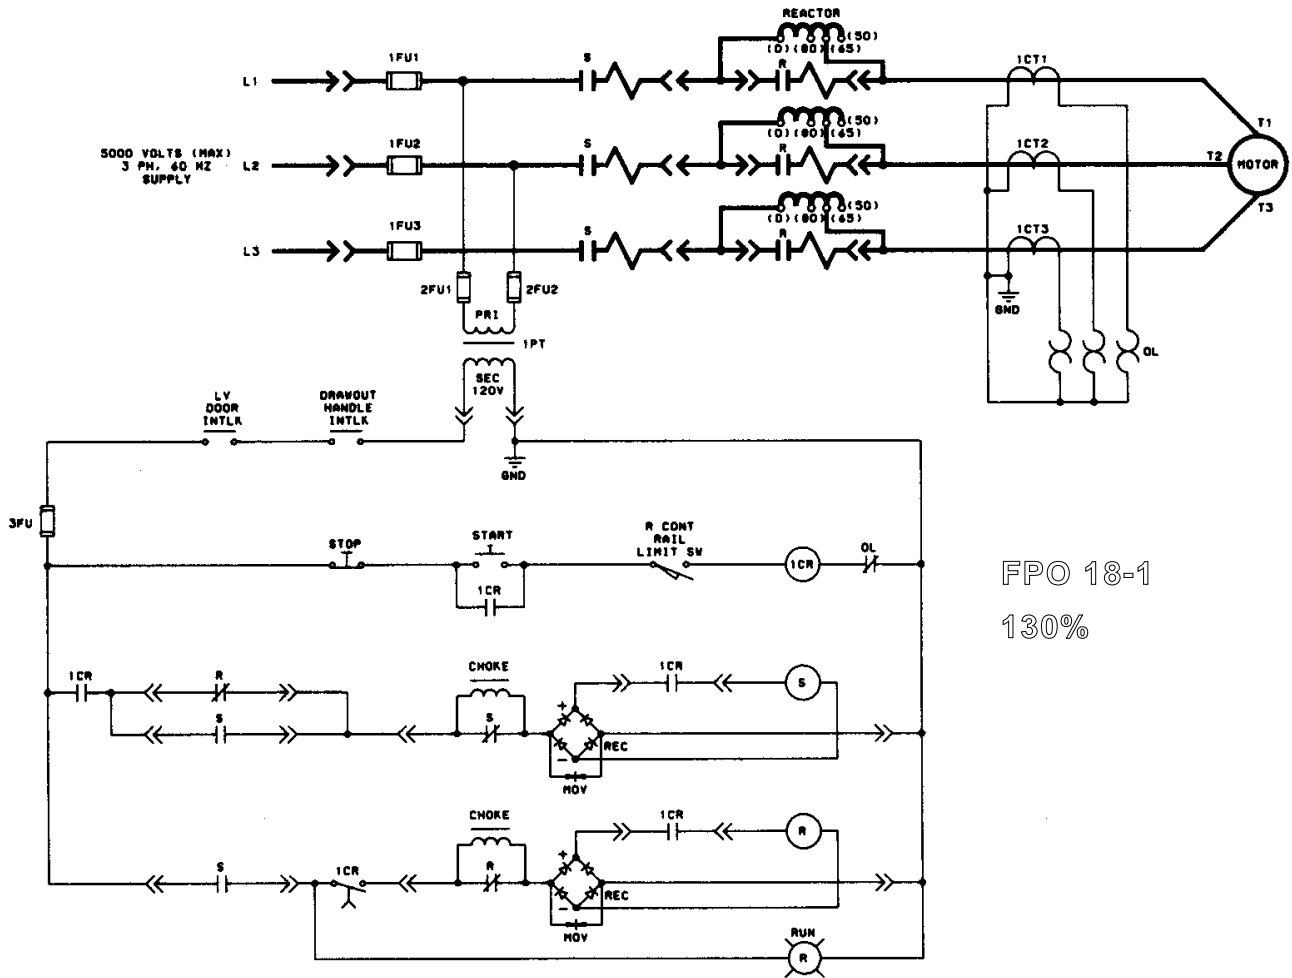 REACTOR
(50)
(0) (80) (65)
1FU1
S
R
1CT1
L1
T1
(50)
(0) (80) (65)
5000 VOLTS (MAX)
3 PH, 60 HZ
SUPPLY
1FU2
S
R
1CT2
L2
T2
MOTOR
T3
(50)
(0) (80) (65)
1FU3
S
R
1CT3
L3
2FU1
2FU2
GND
PRI
1PT
OL
SEC
120V
LV
DOOR
INTLK
DRAWOUT
HANDLE
INTLK
GND
3FU
STOP
START
R CONT
RAIL
LIMIT SW
1CR
OL
1CR
FPO 18-1
130%
1CR
R
CHOKE
1CR
S
S
S
+
-
REC
MOV
CHOKE
1CR
R
S
1CR
R
+
-
REC
MOV
RUN
R